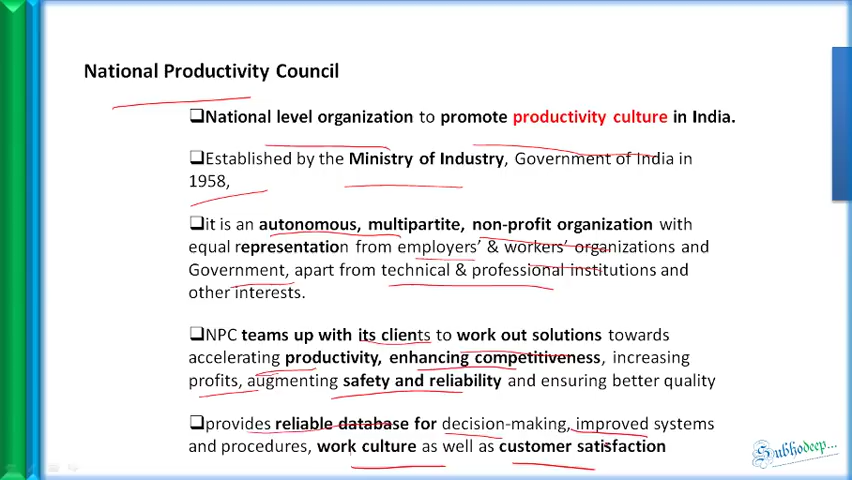 National Productivity Council
❑National level organization to promote productivity culture in India.
❑Established by the Ministry of Industry, Government of India in
1958,
❑it is an autonomous, multipartite, non-profit organization with
equal representation from employers’ & workers’ organizations and
Government, apart from technical & professional institutions and
other interests.
❑NPC teams up with its clients to work out solutions towards
accelerating productivity, enhancing competitiveness, increasing
profits, augmenting safety and reliability and ensuring better quality
❑provides reliable database for decision-making, improved systems
and procedures, work culture as well as customer satisfaction
Subhodeep...